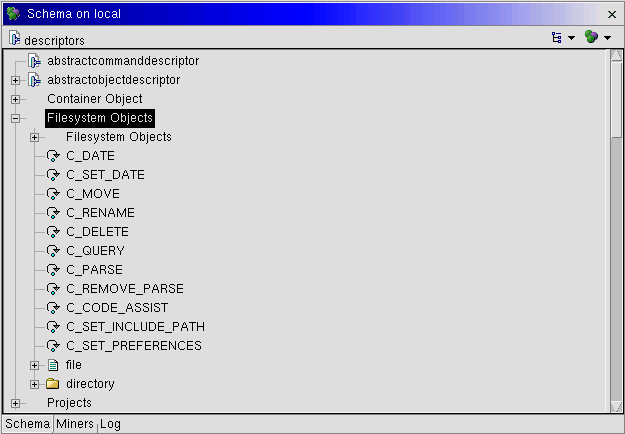 Schema on local
descriptors
abstractcommanddescriptor
abstractobjectdescriptor
Container Object
Filesystem Objects
Filesystem Objects
C_DATE
C_SET_DATE
C_MOVE
C_RENAME
C_DELETE
C_QUERY
C_PARSE
C_REMOVE_PARSE
C_CODE_ASSIST
C_SET_INCLUDE_PATH
C_SET_PREFERENCES
file
directory
Projects
Schema Miners Log